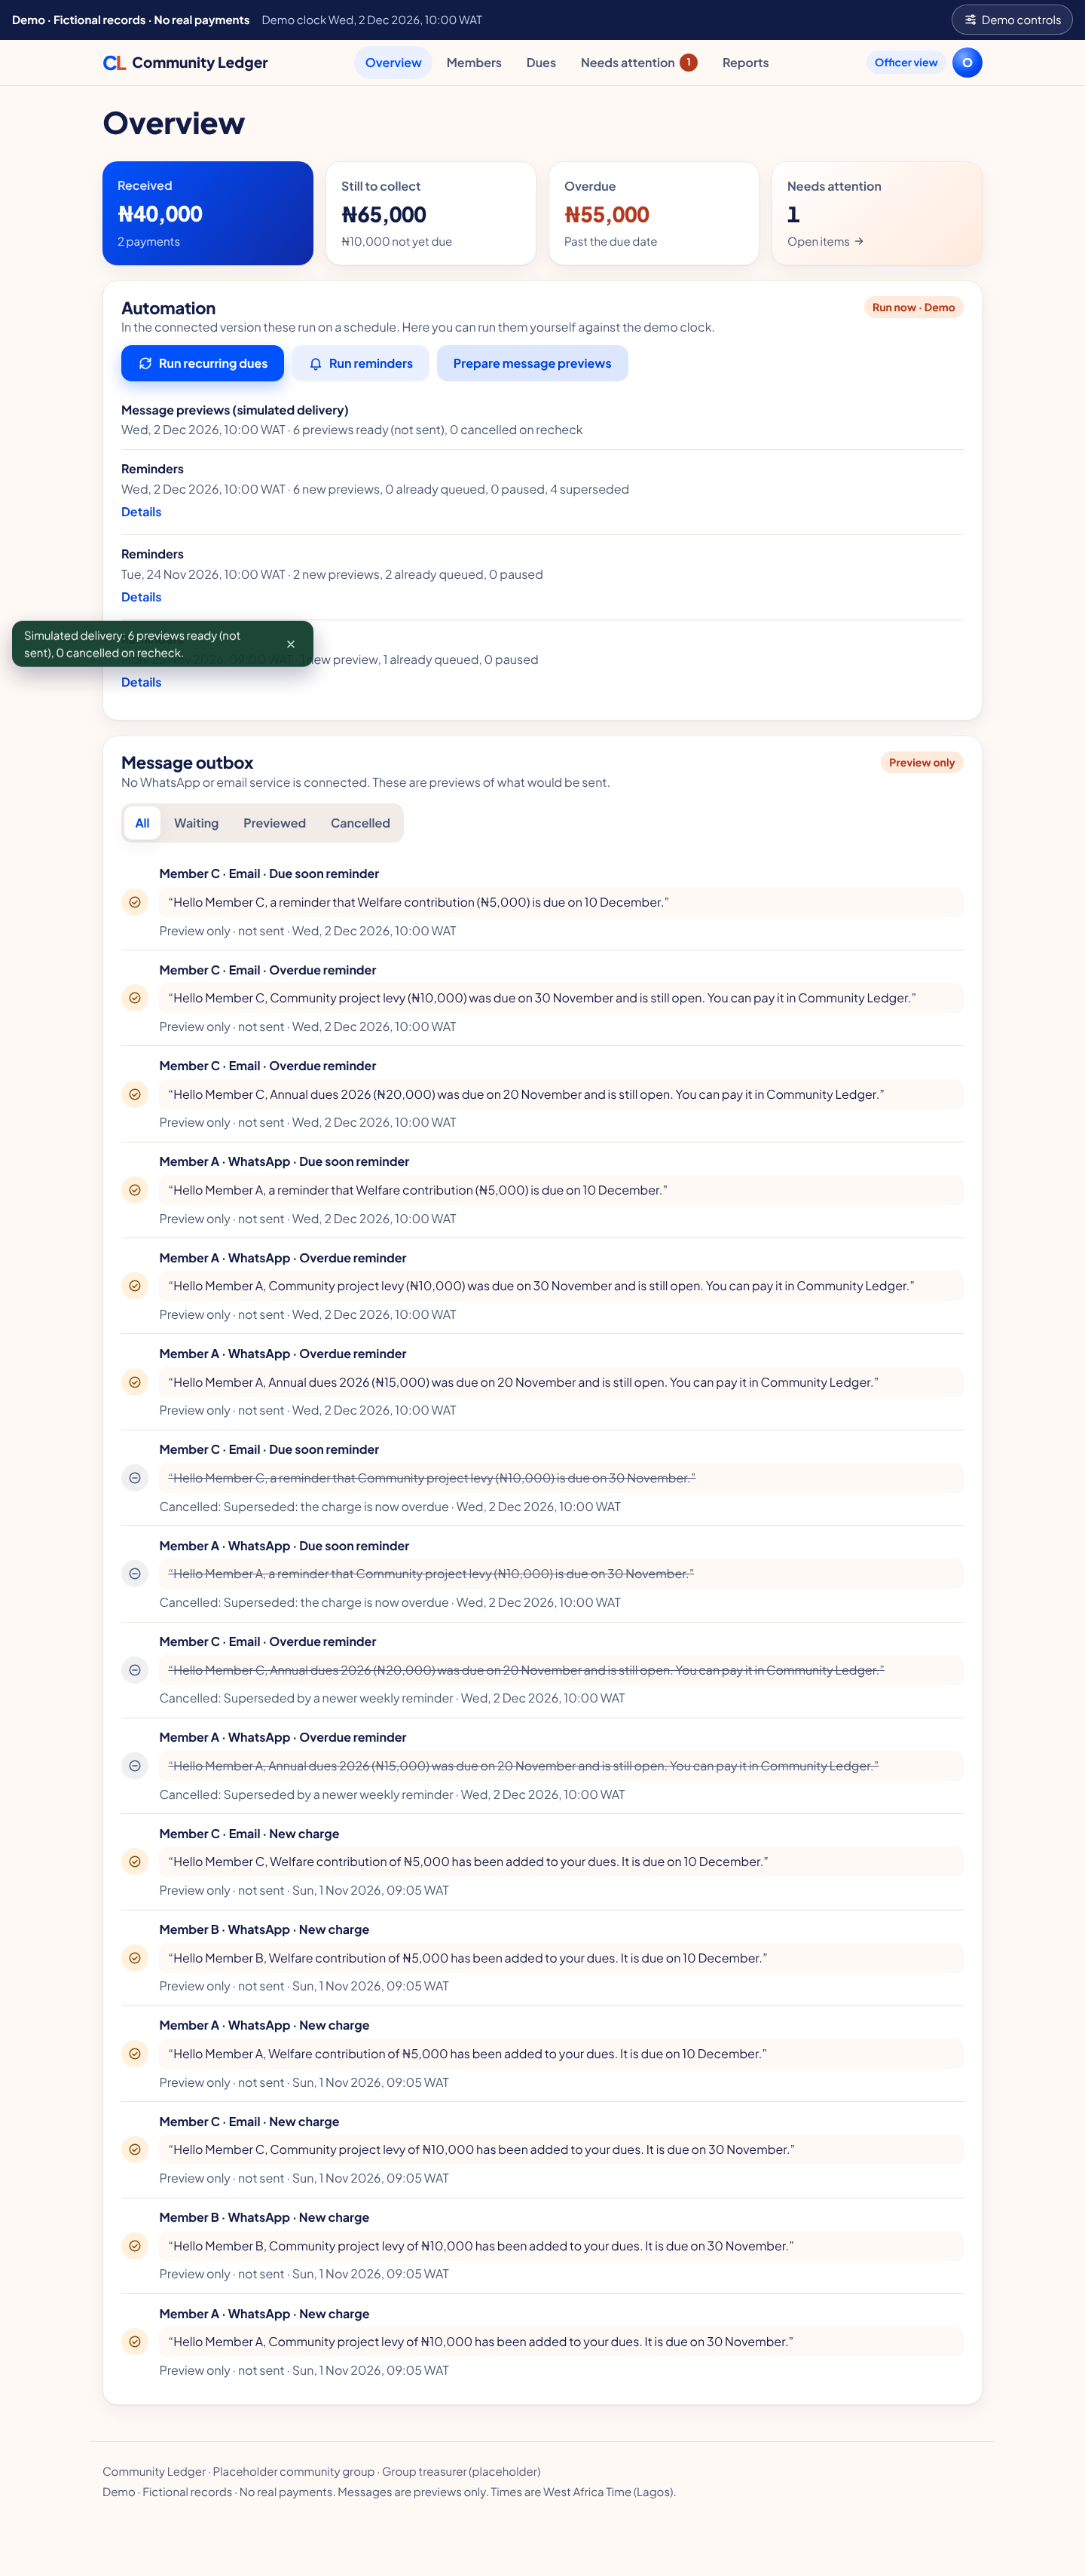 Demo · Fictional records · No real payments Demo clock Wed, 2 Dec 2026, 10:00 WAT Demo controls
CL Community Ledger Overview Members Dues Needs attention 1 Reports Officer view O
Overview
Received
₦40,000
2 payments
Still to collect
₦65,000
₦10,000 not yet due
Overdue
₦55,000
Past the due date
Needs attention
1
Open items →
Automation
Run now · Demo
In the connected version these run on a schedule. Here you can run them yourself against the demo clock.
Run recurring dues Run reminders Prepare message previews
Message previews (simulated delivery)
Wed, 2 Dec 2026, 10:00 WAT · 6 previews ready (not sent), 0 cancelled on recheck
Reminders
Wed, 2 Dec 2026, 10:00 WAT · 6 new previews, 0 already queued, 0 paused, 4 superseded
Details
Reminders
Tue, 24 Nov 2026, 10:00 WAT · 2 new previews, 2 already queued, 0 paused
Details
Simulated delivery: 6 previews ready (not
sent), 0 cancelled on recheck.
new preview, 1 already queued, 0 paused
Details
Message outbox
Preview only
No WhatsApp or email service is connected. These are previews of what would be sent.
All Waiting Previewed Cancelled
Member C · Email · Due soon reminder
“Hello Member C, a reminder that Welfare contribution (₦5,000) is due on 10 December.”
Preview only · not sent · Wed, 2 Dec 2026, 10:00 WAT
Member C · Email · Overdue reminder
“Hello Member C, Community project levy (₦10,000) was due on 30 November and is still open. You can pay it in Community Ledger.”
Preview only · not sent · Wed, 2 Dec 2026, 10:00 WAT
Member C · Email · Overdue reminder
“Hello Member C, Annual dues 2026 (₦20,000) was due on 20 November and is still open. You can pay it in Community Ledger.”
Preview only · not sent · Wed, 2 Dec 2026, 10:00 WAT
Member A · WhatsApp · Due soon reminder
“Hello Member A, a reminder that Welfare contribution (₦5,000) is due on 10 December.”
Preview only · not sent · Wed, 2 Dec 2026, 10:00 WAT
Member A · WhatsApp · Overdue reminder
“Hello Member A, Community project levy (₦10,000) was due on 30 November and is still open. You can pay it in Community Ledger.”
Preview only · not sent · Wed, 2 Dec 2026, 10:00 WAT
Member A · WhatsApp · Overdue reminder
“Hello Member A, Annual dues 2026 (₦15,000) was due on 20 November and is still open. You can pay it in Community Ledger.”
Preview only · not sent · Wed, 2 Dec 2026, 10:00 WAT
Member C · Email · Due soon reminder
“Hello Member C, a reminder that Community project levy (₦10,000) is due on 30 November.”
Cancelled: Superseded: the charge is now overdue · Wed, 2 Dec 2026, 10:00 WAT
Member A · WhatsApp · Due soon reminder
“Hello Member A, a reminder that Community project levy (₦10,000) is due on 30 November.”
Cancelled: Superseded: the charge is now overdue · Wed, 2 Dec 2026, 10:00 WAT
Member C · Email · Overdue reminder
“Hello Member C, Annual dues 2026 (₦20,000) was due on 20 November and is still open. You can pay it in Community Ledger.”
Cancelled: Superseded by a newer weekly reminder · Wed, 2 Dec 2026, 10:00 WAT
Member A · WhatsApp · Overdue reminder
“Hello Member A, Annual dues 2026 (₦15,000) was due on 20 November and is still open. You can pay it in Community Ledger.”
Cancelled: Superseded by a newer weekly reminder · Wed, 2 Dec 2026, 10:00 WAT
Member C · Email · New charge
“Hello Member C, Welfare contribution of ₦5,000 has been added to your dues. It is due on 10 December.”
Preview only · not sent · Sun, 1 Nov 2026, 09:05 WAT
Member B · WhatsApp · New charge
“Hello Member B, Welfare contribution of ₦5,000 has been added to your dues. It is due on 10 December.”
Preview only · not sent · Sun, 1 Nov 2026, 09:05 WAT
Member A · WhatsApp · New charge
“Hello Member A, Welfare contribution of ₦5,000 has been added to your dues. It is due on 10 December.”
Preview only · not sent · Sun, 1 Nov 2026, 09:05 WAT
Member C · Email · New charge
“Hello Member C, Community project levy of ₦10,000 has been added to your dues. It is due on 30 November.”
Preview only · not sent · Sun, 1 Nov 2026, 09:05 WAT
Member B · WhatsApp · New charge
“Hello Member B, Community project levy of ₦10,000 has been added to your dues. It is due on 30 November.”
Preview only · not sent · Sun, 1 Nov 2026, 09:05 WAT
Member A · WhatsApp · New charge
“Hello Member A, Community project levy of ₦10,000 has been added to your dues. It is due on 30 November.”
Preview only · not sent · Sun, 1 Nov 2026, 09:05 WAT
Community Ledger · Placeholder community group · Group treasurer (placeholder)
Demo · Fictional records · No real payments. Messages are previews only. Times are West Africa Time (Lagos).